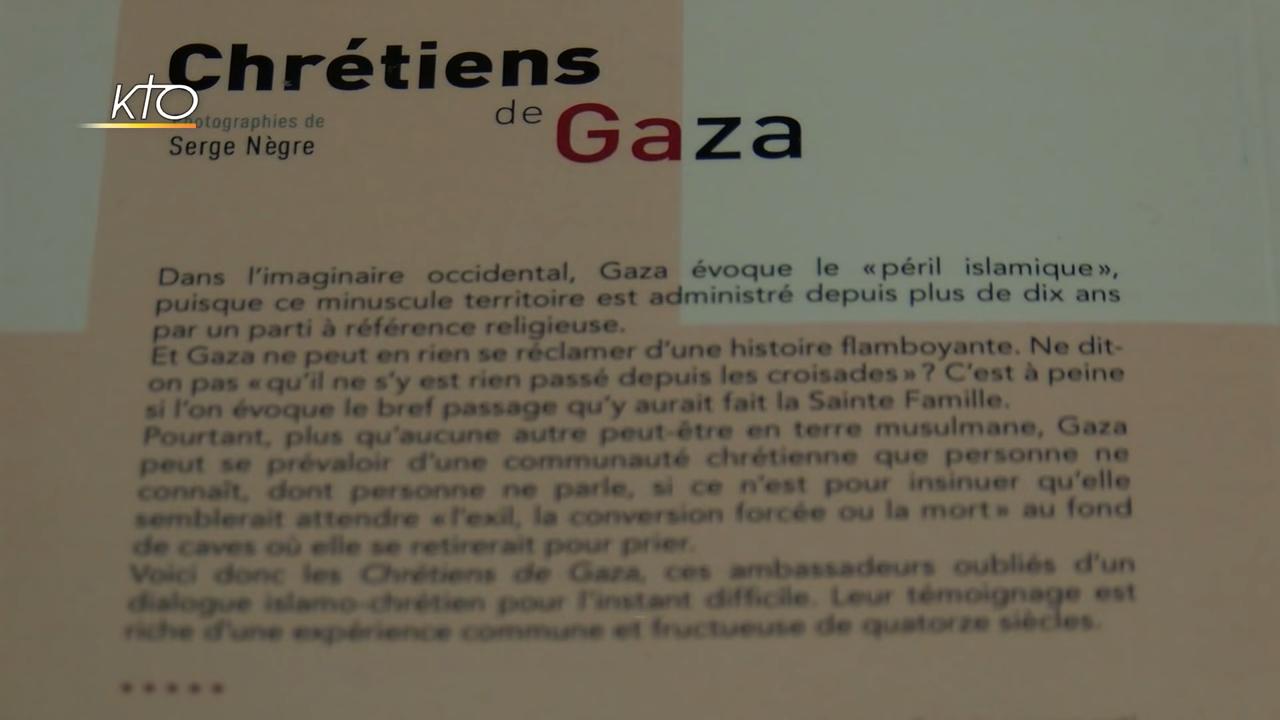 Chrétiens
KTO
de Gaza
Photographies de
Serge Nègre
Dans l'imaginaire occidental, Gaza évoque le «péril islamique»,
puisque ce minuscule territoire est administré depuis plus de dix ans
par un parti à référence religieuse.
Et Gaza ne peut en rien se réclamer d'une histoire flamboyante. Ne dit-
on pas «qu'il ne s'y est rien passé depuis les croisades»? C'est à peine
si l'on évoque le bref passage qu'y aurait fait la Sainte Famille.
Pourtant, plus qu'aucune autre peut-être en terre musulmane, Gaza
peut se prévaloir d'une communauté chrétienne que personne ne
connaît, dont personne ne parle, si ce n'est pour insinuer qu'elle
semblerait attendre «l'exil, la conversion forcée ou la mort» au fond
de caves où elle se retirerait pour prier.
Voici donc les Chrétiens de Gaza, ces ambassadeurs oubliés d'un
dialogue islamo-chrétien pour l'instant difficile. Leur témoignage est
riche d'une expérience commune et fructueuse de quatorze siècles.